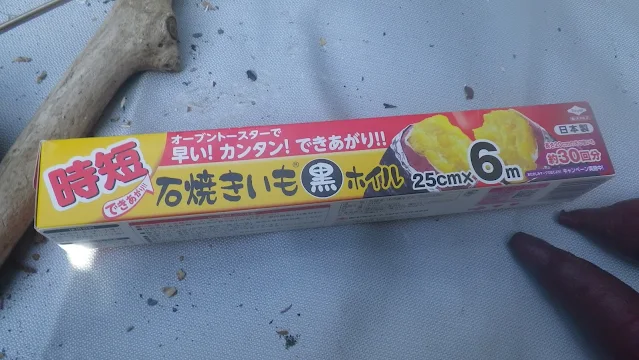 時短
できあがり!!
オーブントースターで
早い! カンタン! できあがり!!
石焼きいも黒ホイル
25cm×6m
日本製
約30回分